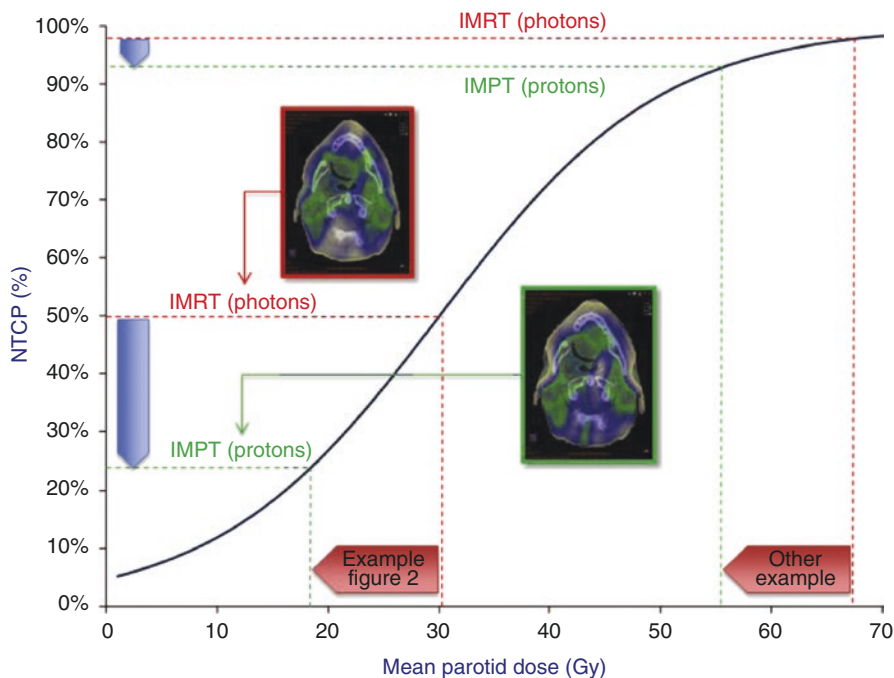 100%
90%
80%
70%
60%
50%
40%
30%
20%
10%
0%
NTCP (%)
IMRT (photons)
IMPT (protons)
IMRT (photons)
IMPT (protons)
Example
figure 2
Other
example
0
10
20
30
40
50
60
70
Mean parotid dose (Gy)